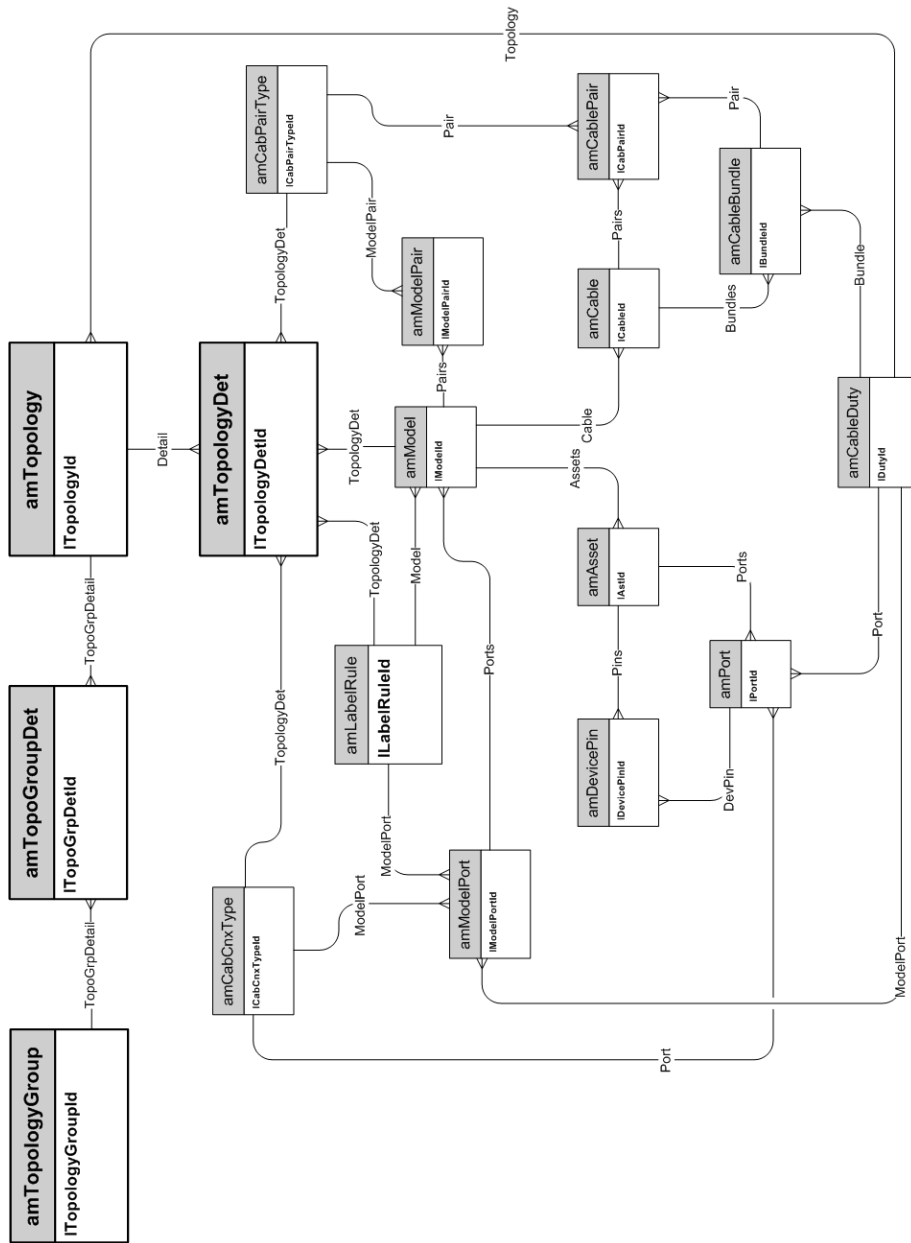 amTopologyGroup
lTopologyGroupId
TopoGrpDetail
amTopoGroupDet
lTopoGrpDetId
TopoGrpDetail
amTopology
lTopologyId
Topology
Detail
amTopologyDet
lTopologyDetId
TopologyDet
amCabPairType
lCabPairTypeId
amCabCnxType
lCabCnxTypeId
TopologyDet
TopologyDet
TopologyDet
ModelPair
Pair
amLabelRule
lLabelRuleId
Model
amModel
lModelId
Pairs
amModelPair
lModelPairId
ModelPort
ModelPort
amModelPort
lModelPortId
Ports
Assets
Cable
amCable
lCableId
Pairs
amCablePair
lCabPairId
amDevicePin
lDevicePinId
Pins
amAsset
lAstId
Ports
Bundles
Pair
amCableBundle
lBundleId
DevPin
amPort
lPortId
Port
Port
Bundle
amCableDuty
lDutyId
ModelPort